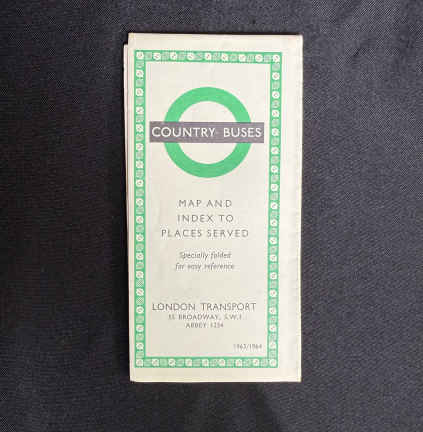 COUNTRY BUSES
MAP AND
INDEX TO
PLACES SERVED
Specially folded
for easy reference
LONDON TRANSPORT
55 BROADWAY, S.W.1.
ABBEY 1234
1963/1964